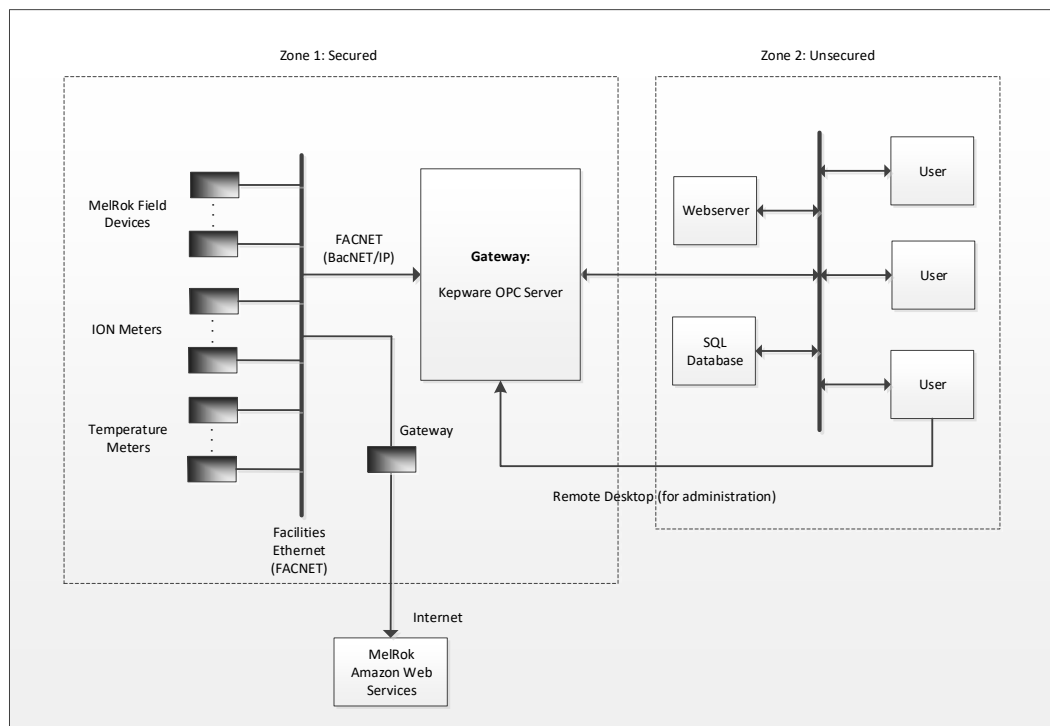 Zone 1: Secured
Zone 2: Unsecured
MelRok Field
Devices
ION Meters
Temperature
Meters
FACNET
(BacNET/IP)
Gateway:
Kepware OPC Server
Gateway
Facilities
Ethernet
(FACNET)
Internet
MelRok
Amazon Web
Services
Webserver
SQL
Database
User
User
User
Remote Desktop (for administration)